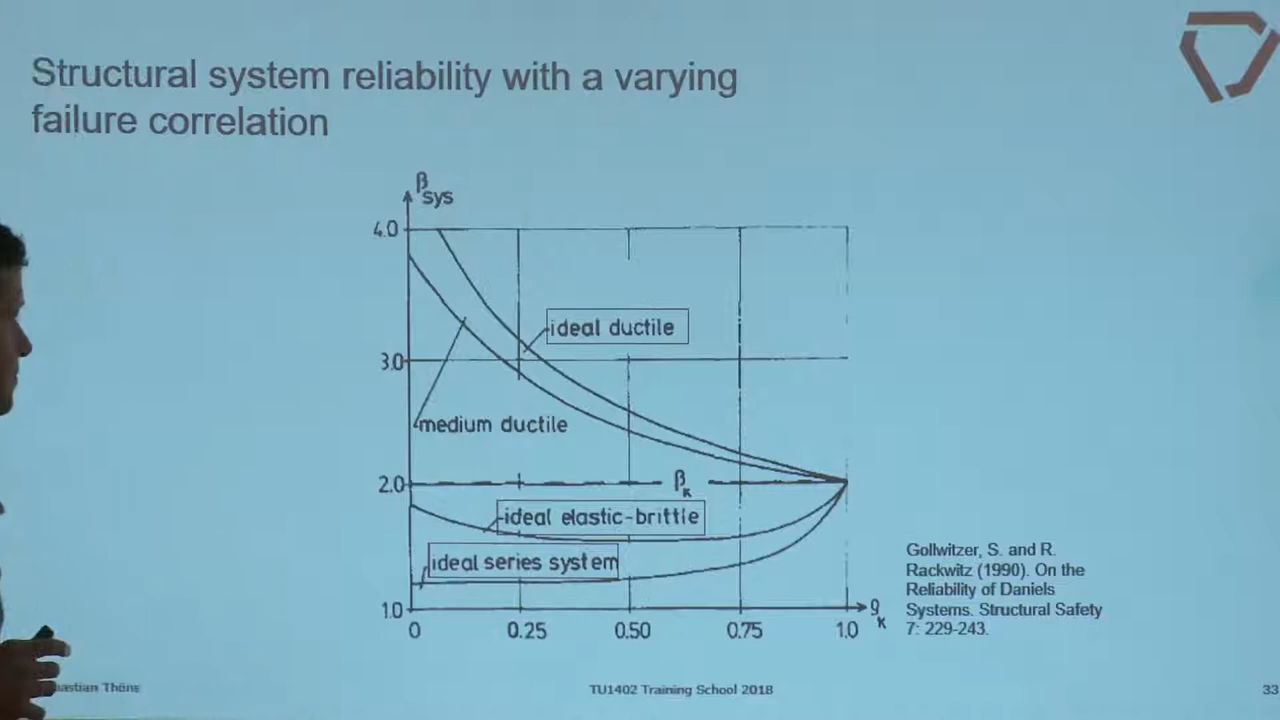 Structural system reliability with a varying
failure correlation
β
sys
4.0
ideal ductile
3.0
medium ductile
2.0
β
κ
ideal elastic-brittle
ideal series system
1.0
0
0.25
0.50
0.75
1.0
ϱ
κ
Gollwitzer, S. and R.
Rackwitz (1990). On the
Reliability of Daniels
Systems. Structural Safety
7: 229-243.
Thöns
TU1402 Training School 2018
33